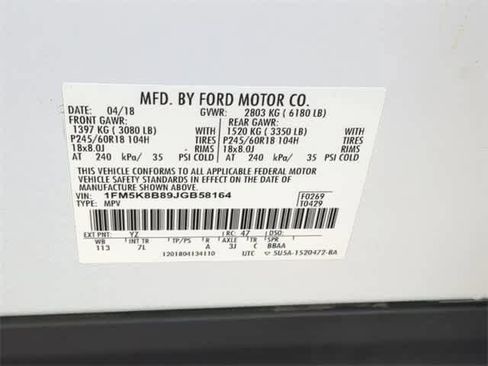 MFD. BY FORD MOTOR CO.
DATE: 04/18 GVWR: 2803 KG ( 6180 LB)
FRONT GAWR: REAR GAWR:
1397 KG ( 3080 LB) 1520 KG ( 3350 LB)
P245/60R18 104H TIRES P245/60R18 104H TIRES
18x8.0J RIMS 18x8.0J RIMS
AT 240 kPa/ 35 PSI COLD AT 240 kPa/ 35 PSI COLD
THIS VEHICLE CONFORMS TO ALL APPLICABLE FEDERAL MOTOR
VEHICLE SAFETY STANDARDS IN EFFECT ON THE DATE OF
MANUFACTURE SHOWN ABOVE.
VIN: 1FM5K8B89JGB58164 F0269
TYPE: MPV T0429
EXT PNT: YZ RC: 47 DSO:
WB INT TR TP/PS R AXLE TR SPR
113 7L A 3J C BBAA
1201804134110 UTC 5U5A-1520472-BA